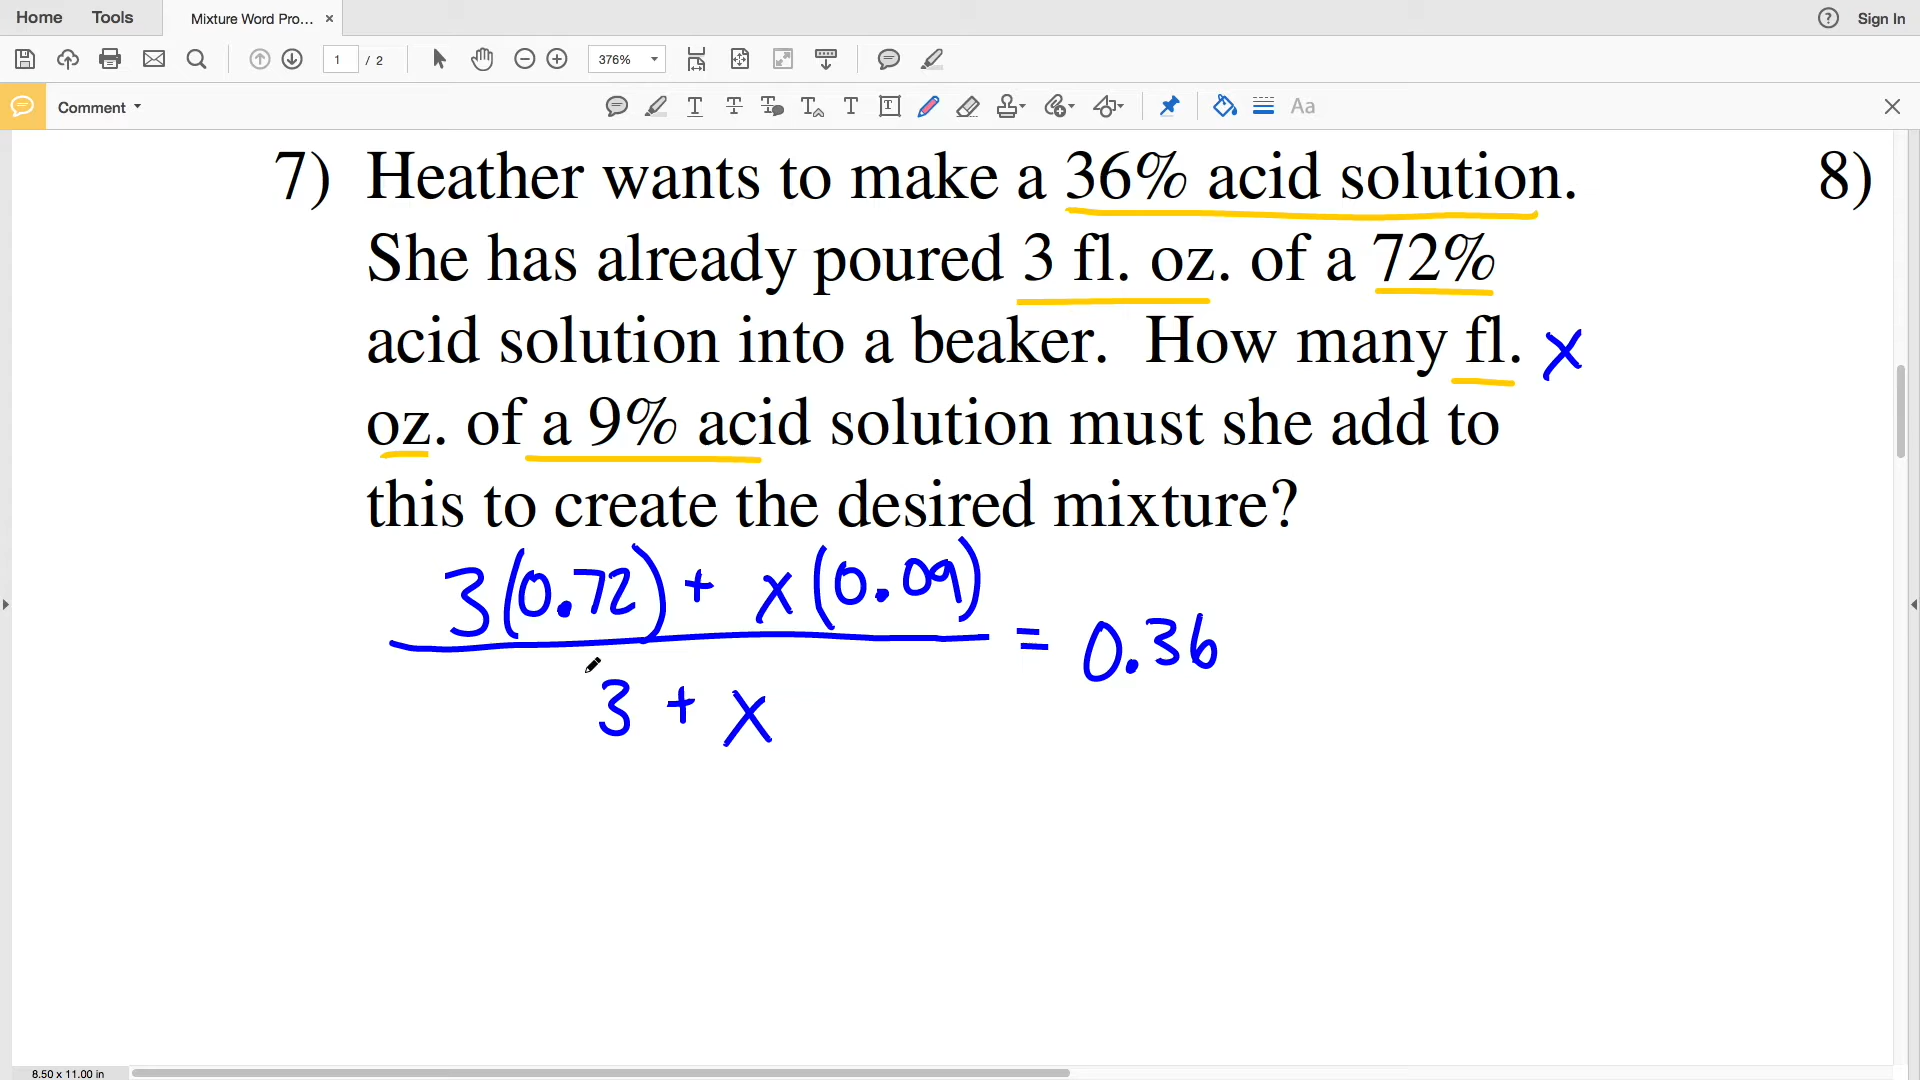 Home Tools Mixture Word Pro... × ? Sign In
1 / 2 376%
Comment T T T T T T Aa
7) Heather wants to make a 36% acid solution. 8)
She has already poured 3 fl. oz. of a 72%
acid solution into a beaker. How many fl. x
oz. of a 9% acid solution must she add to
this to create the desired mixture?
3(0.72) + x(0.09)
= 0.36
3 + x
8.50 x 11.00 in